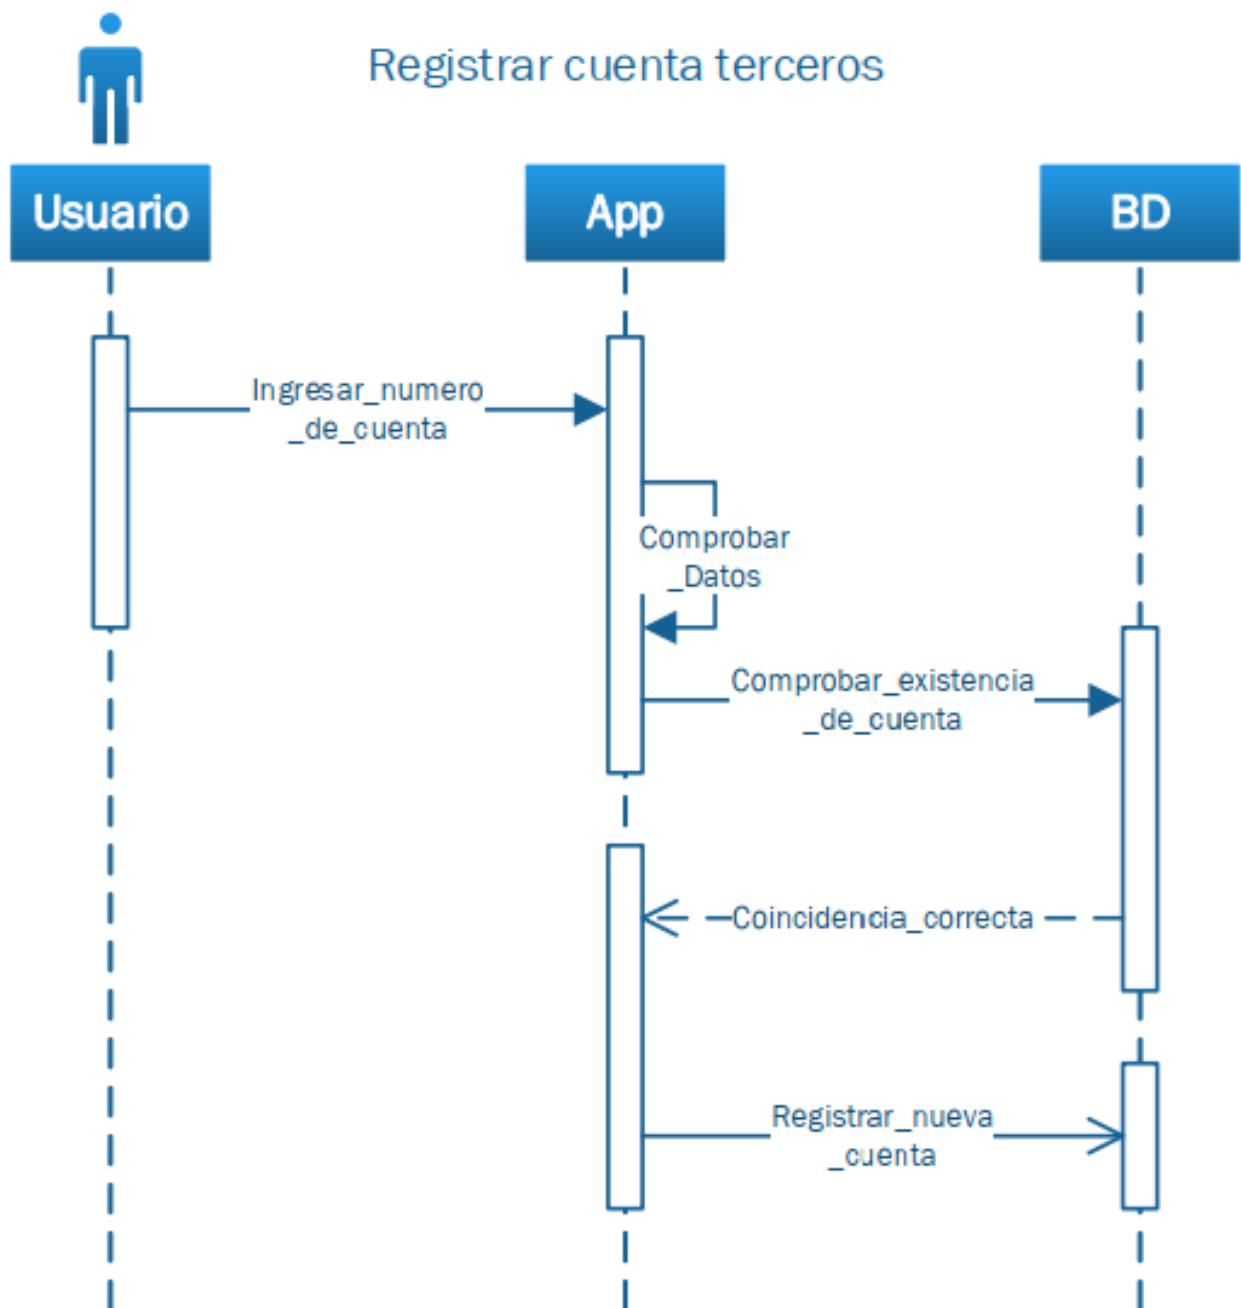 Registrar cuenta terceros
Usuario
App
BD
Ingresar_numero
_de_cuenta
Comprobar
_Datos
Comprobar_existencia
_de_cuenta
Coincidencia_correcta
Registrar_nueva
_cuenta